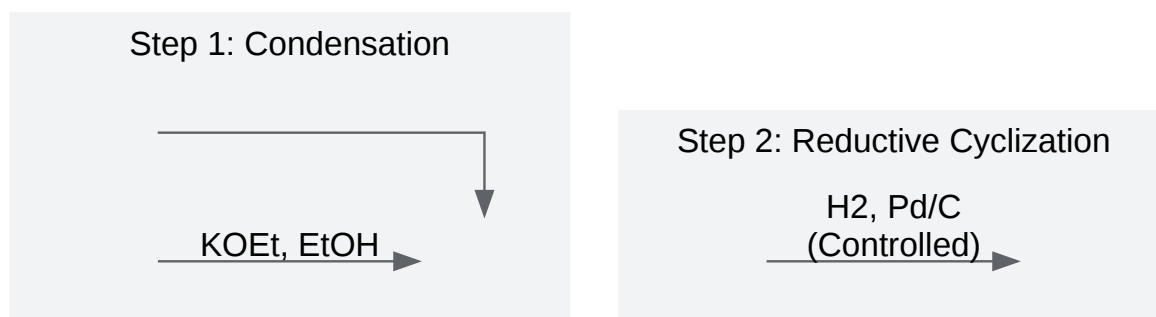 Step 1: Condensation
KOEt, EtOH
Step 2: Reductive Cyclization
H2, Pd/C
(Controlled)